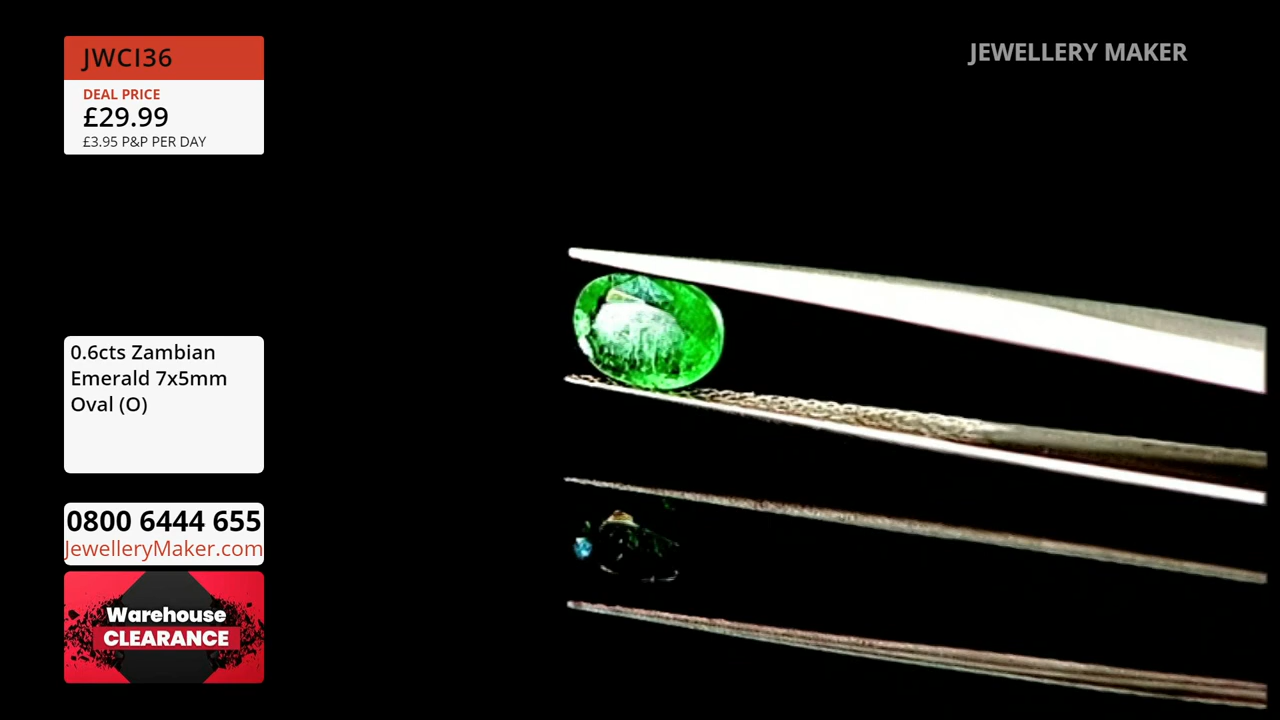 JWCI36
DEAL PRICE
£29.99
£3.95 P&P PER DAY
JEWELLERY MAKER
0.6cts Zambian
Emerald 7x5mm
Oval (O)
0800 6444 655
JewelleryMaker.com
Warehouse
CLEARANCE